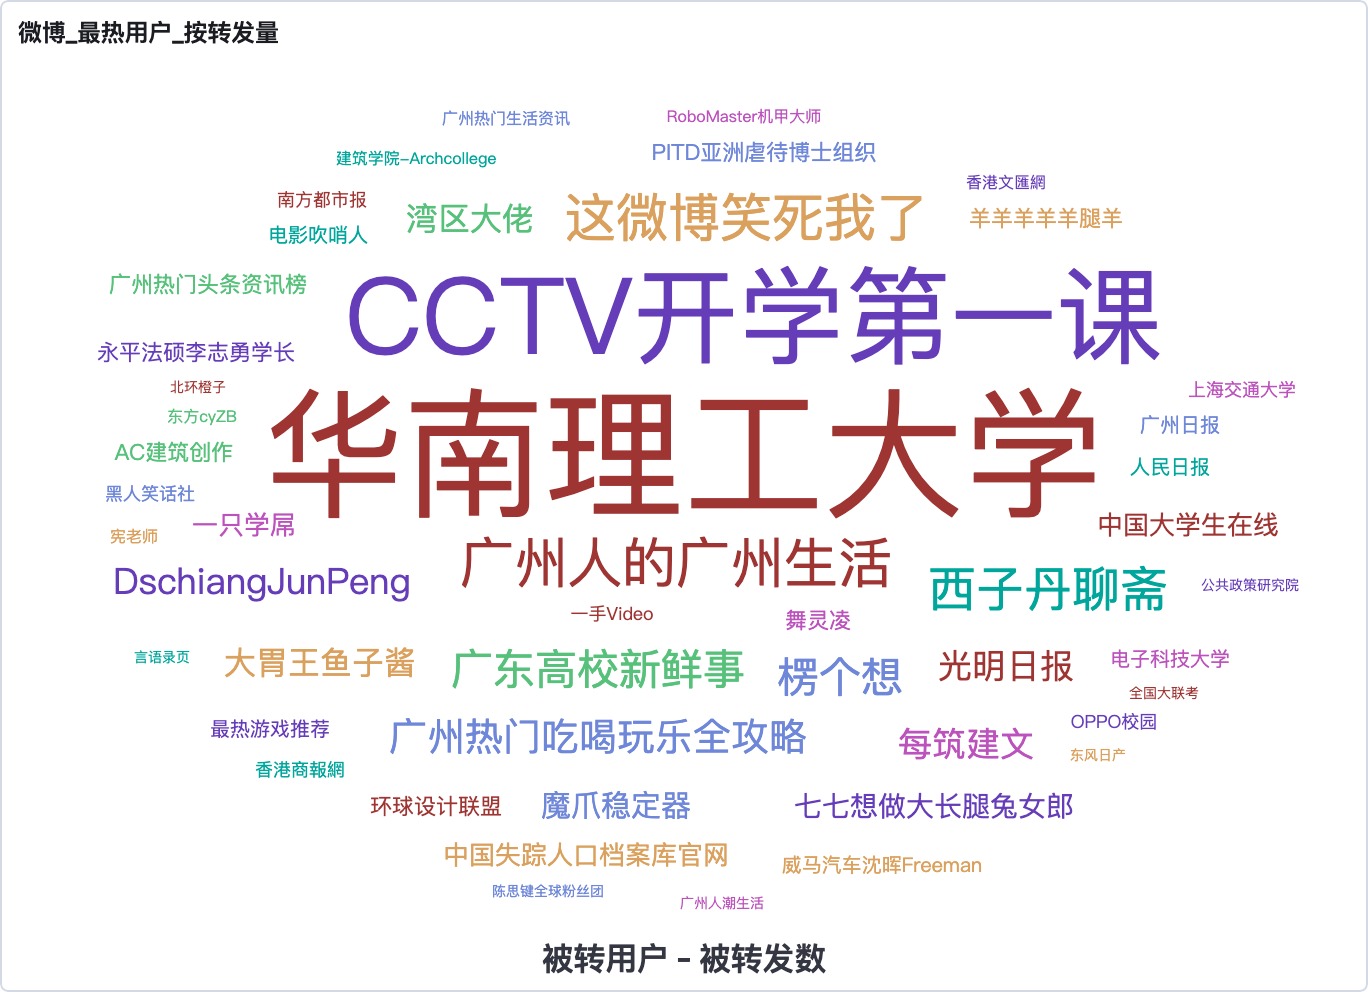 微博_最热用户_按转发量
广州热门生活资讯
RoboMaster机甲大师
建筑学院-Archcollege
PITD亚洲虐待博士组织
南方都市报
湾区大佬
这微博笑死我了
香港文匯網
羊羊羊羊羊腿羊
电影吹哨人
广州热门头条资讯榜
CCTV开学第一课
永平法硕李志勇学长
北环橙子
上海交通大学
东方cyZB
华南理工大学
广州日报
AC建筑创作
人民日报
黑人笑话社
一只学屌
中国大学生在线
宪老师
广州人的广州生活
DschiangJunPeng
西子丹聊斋
公共政策研究院
一手Video
舞灵凌
言语录页
大胃王鱼子酱
广东高校新鲜事
楞个想
光明日报
电子科技大学
全国大联考
最热游戏推荐
广州热门吃喝玩乐全攻略
每筑建文
OPPO校园
东风日产
香港商報網
环球设计联盟
魔爪稳定器
七七想做大长腿兔女郎
中国失踪人口档案库官网
威马汽车沈晖Freeman
陈思键全球粉丝团
广州人潮生活
被转用户 - 被转发数